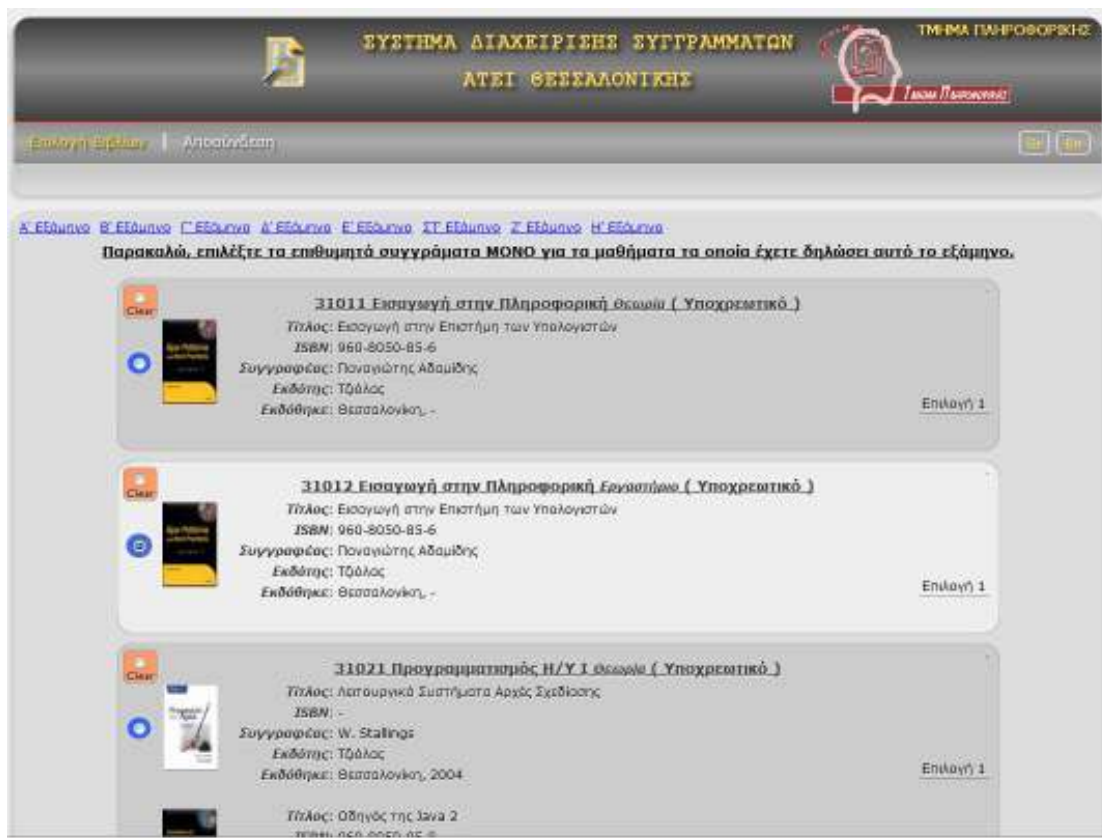 ΣΥΣΤΗΜΑ ΔΙΑΧΕΙΡΙΣΗΣ ΣΥΓΓΡΑΜΜΑΤΩΝ
ΑΤΕΙ ΘΕΣΣΑΛΟΝΙΚΗΣ
ΤΜΗΜΑ ΠΛΗΡΟΦΟΡΙΚΗΣ
Τμήμα Πληροφορικής
Επιλογή Βιβλίων | Αποσύνδεση
Α' Εξάμηνο Β' Εξάμηνο Γ' Εξάμηνο Δ' Εξάμηνο Ε' Εξάμηνο ΣΤ' Εξάμηνο Ζ' Εξάμηνο Η' Εξάμηνο
Παρακαλώ, επιλέξτε τα επιθυμητά συγγράματα ΜΟΝΟ για τα μαθήματα τα οποία έχετε δηλώσει αυτό το εξάμηνο.
Clear
31011 Εισαγωγή στην Πληροφορική Θεωρία ( Υποχρεωτικό )
Τίτλος: Εισαγωγή στην Επιστήμη των Υπολογιστών
ISBN: 960-8050-85-6
Συγγραφέας: Παναγιώτης Αδαμίδης
Εκδότης: Τζιόλας
Εκδόθηκε: Θεσσαλονίκη, -
Επιλογή 1
Clear
31012 Εισαγωγή στην Πληροφορική Εργαστήριο ( Υποχρεωτικό )
Τίτλος: Εισαγωγή στην Επιστήμη των Υπολογιστών
ISBN: 960-8050-85-6
Συγγραφέας: Παναγιώτης Αδαμίδης
Εκδότης: Τζιόλας
Εκδόθηκε: Θεσσαλονίκη, -
Επιλογή 1
Clear
31021 Προγραμματισμός Η/Υ Ι Θεωρία ( Υποχρεωτικό )
Τίτλος: Λειτουργικά Συστήματα Αρχές Σχεδίασης
ISBN: -
Συγγραφέας: W. Stallings
Εκδότης: Τζιόλας
Εκδόθηκε: Θεσσαλονίκη, 2004
Επιλογή 1
Τίτλος: Οδηγός της Java 2